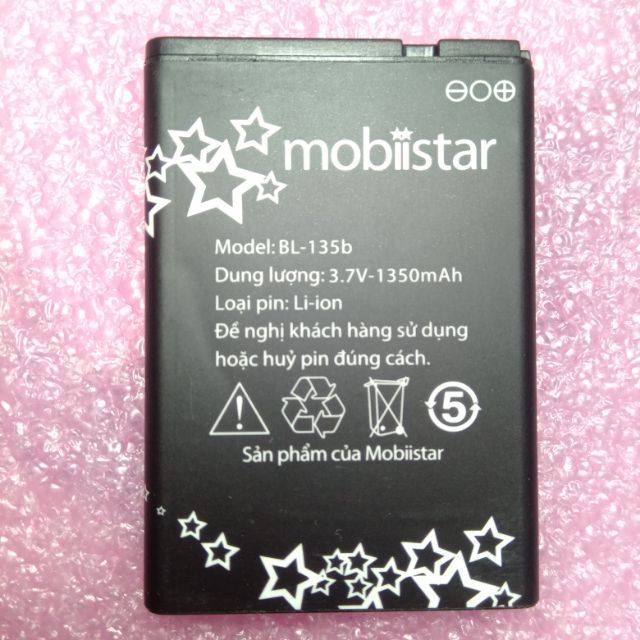 mobiistar
Model: BL-135b
Dung lượng: 3.7V-1350mAh
Loại pin: Li-ion
Đề nghị khách hàng sử dụng
hoặc huỷ pin đúng cách.
5
Sản phẩm của Mobiistar